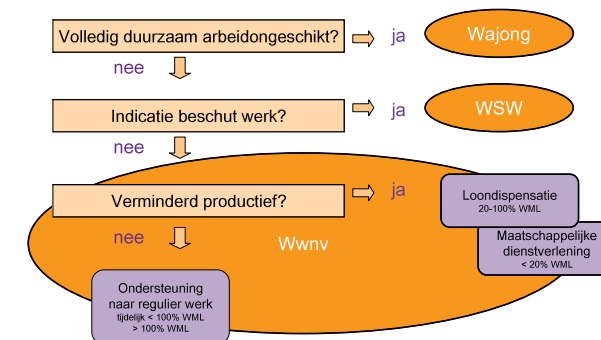 Volledig duurzaam arbeidongeschikt?
ja
Wajong
nee
Indicatie beschut werk?
ja
WSW
nee
Verminderd productief?
ja
Loondispensatie
20-100% WML
nee
Wwnv
Maatschappelijke
dienstverlening
< 20% WML
Ondersteuning
naar regulier werk
tijdelijk < 100% WML
> 100% WML